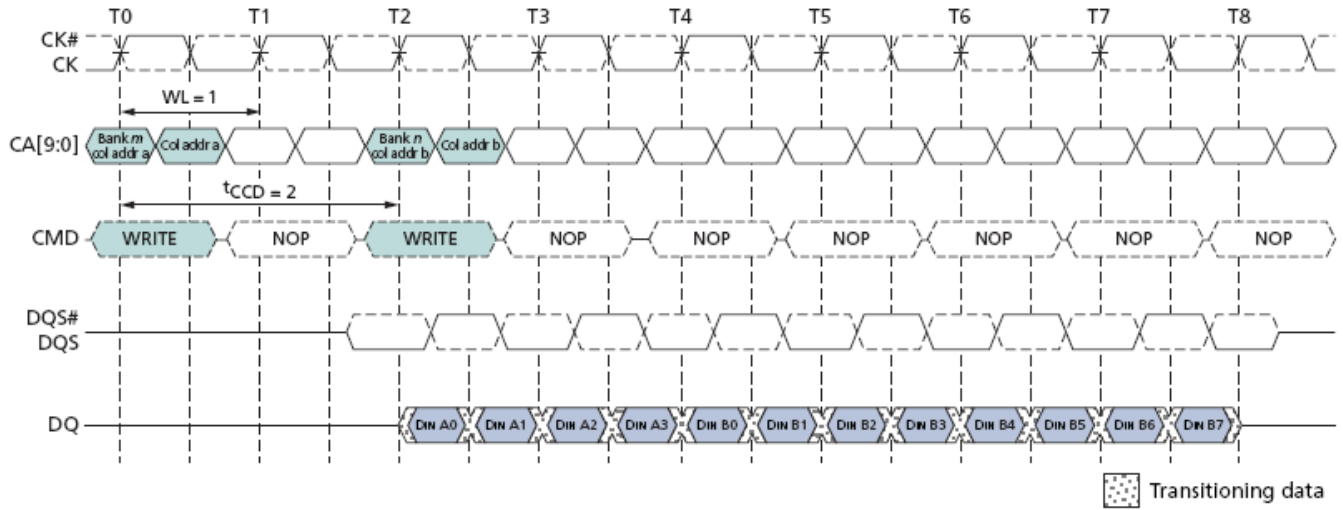 T0 T1 T2 T3 T4 T5 T6 T7 T8
CK#
CK
WL = 1
CA[9:0] Bank m col addr a Col addr a Bank n col addr b Col addr b
tCCD = 2
CMD WRITE NOP WRITE NOP NOP NOP NOP NOP NOP
DQS#
DQS
DQ DIN A0 DIN A1 DIN A2 DIN A3 DIN B0 DIN B1 DIN B2 DIN B3 DIN B4 DIN B5 DIN B6 DIN B7
Transitioning data